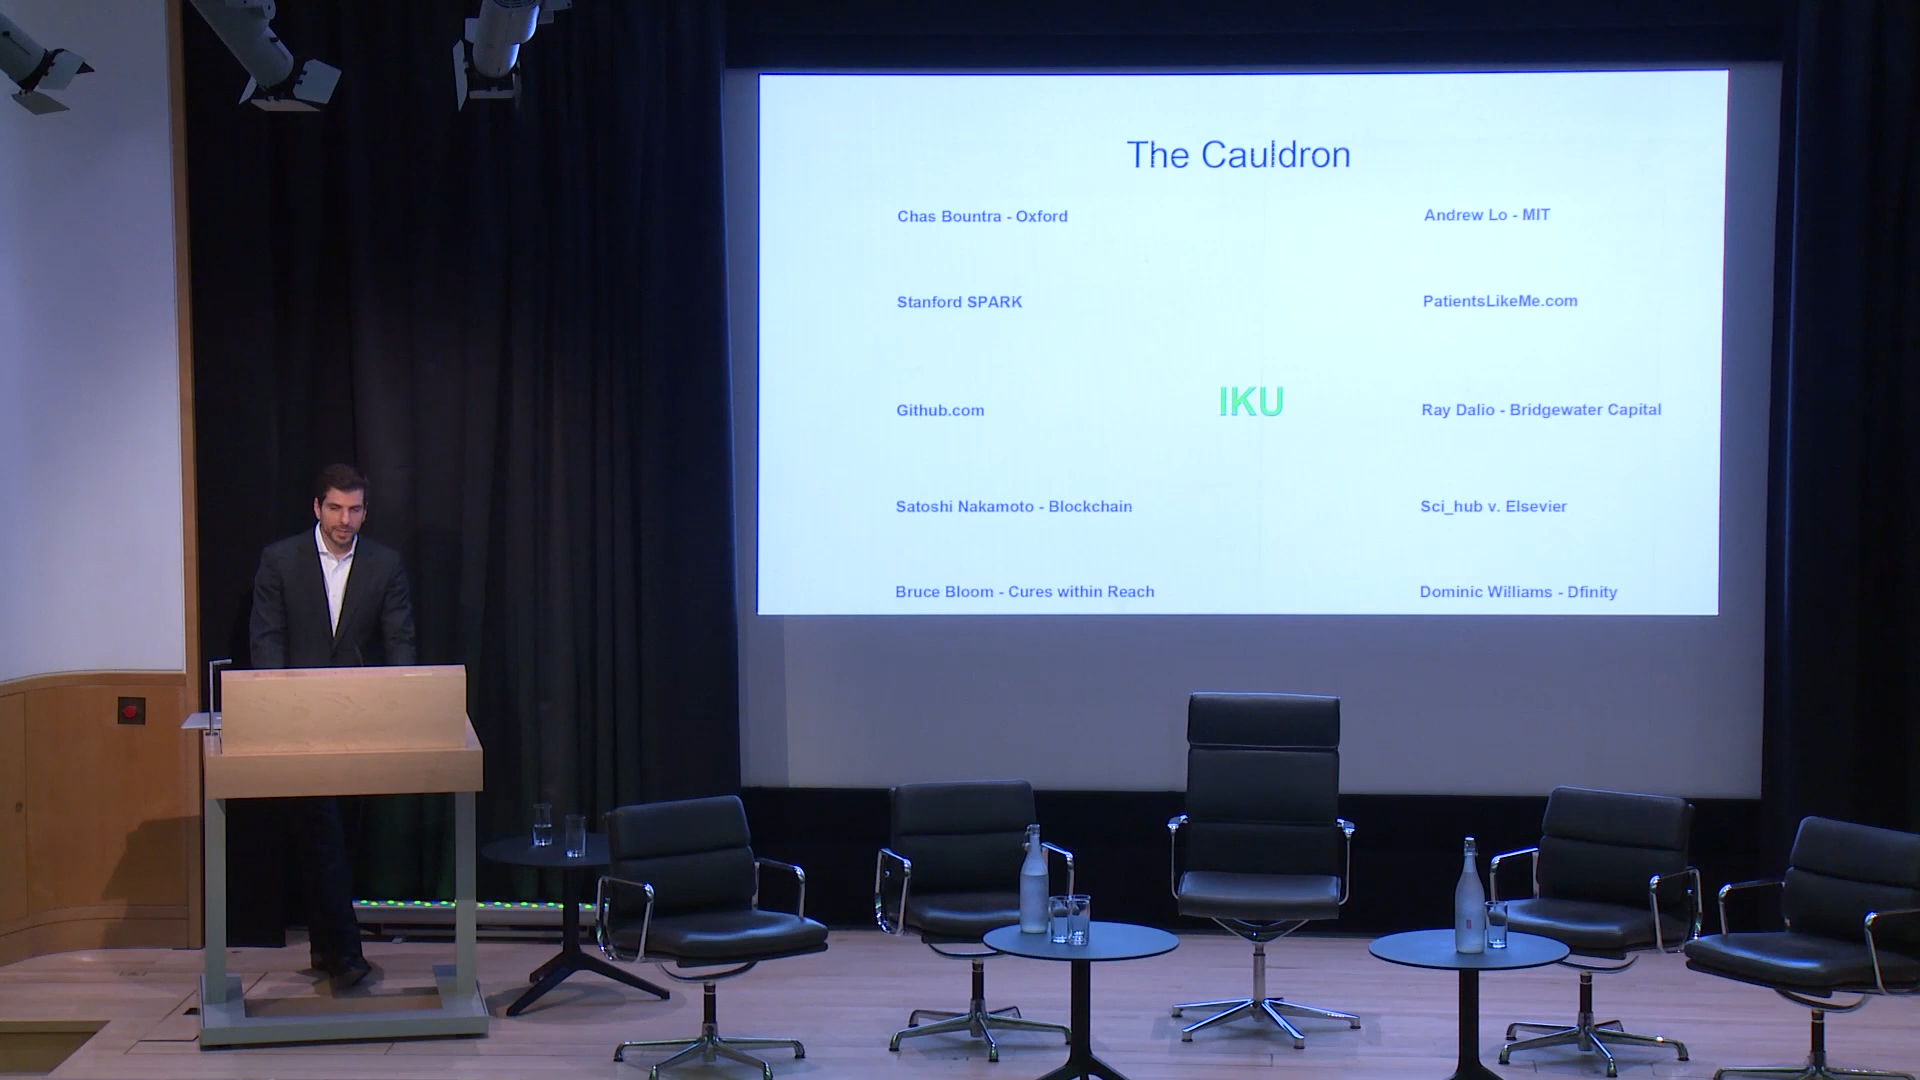 The Cauldron
Chas Bountra - Oxford
Andrew Lo - MIT
Stanford SPARK
PatientsLikeMe.com
Github.com
IKU
Ray Dalio - Bridgewater Capital
Satoshi Nakamoto - Blockchain
Sci_hub v. Elsevier
Bruce Bloom - Cures within Reach
Dominic Williams - Dfinity